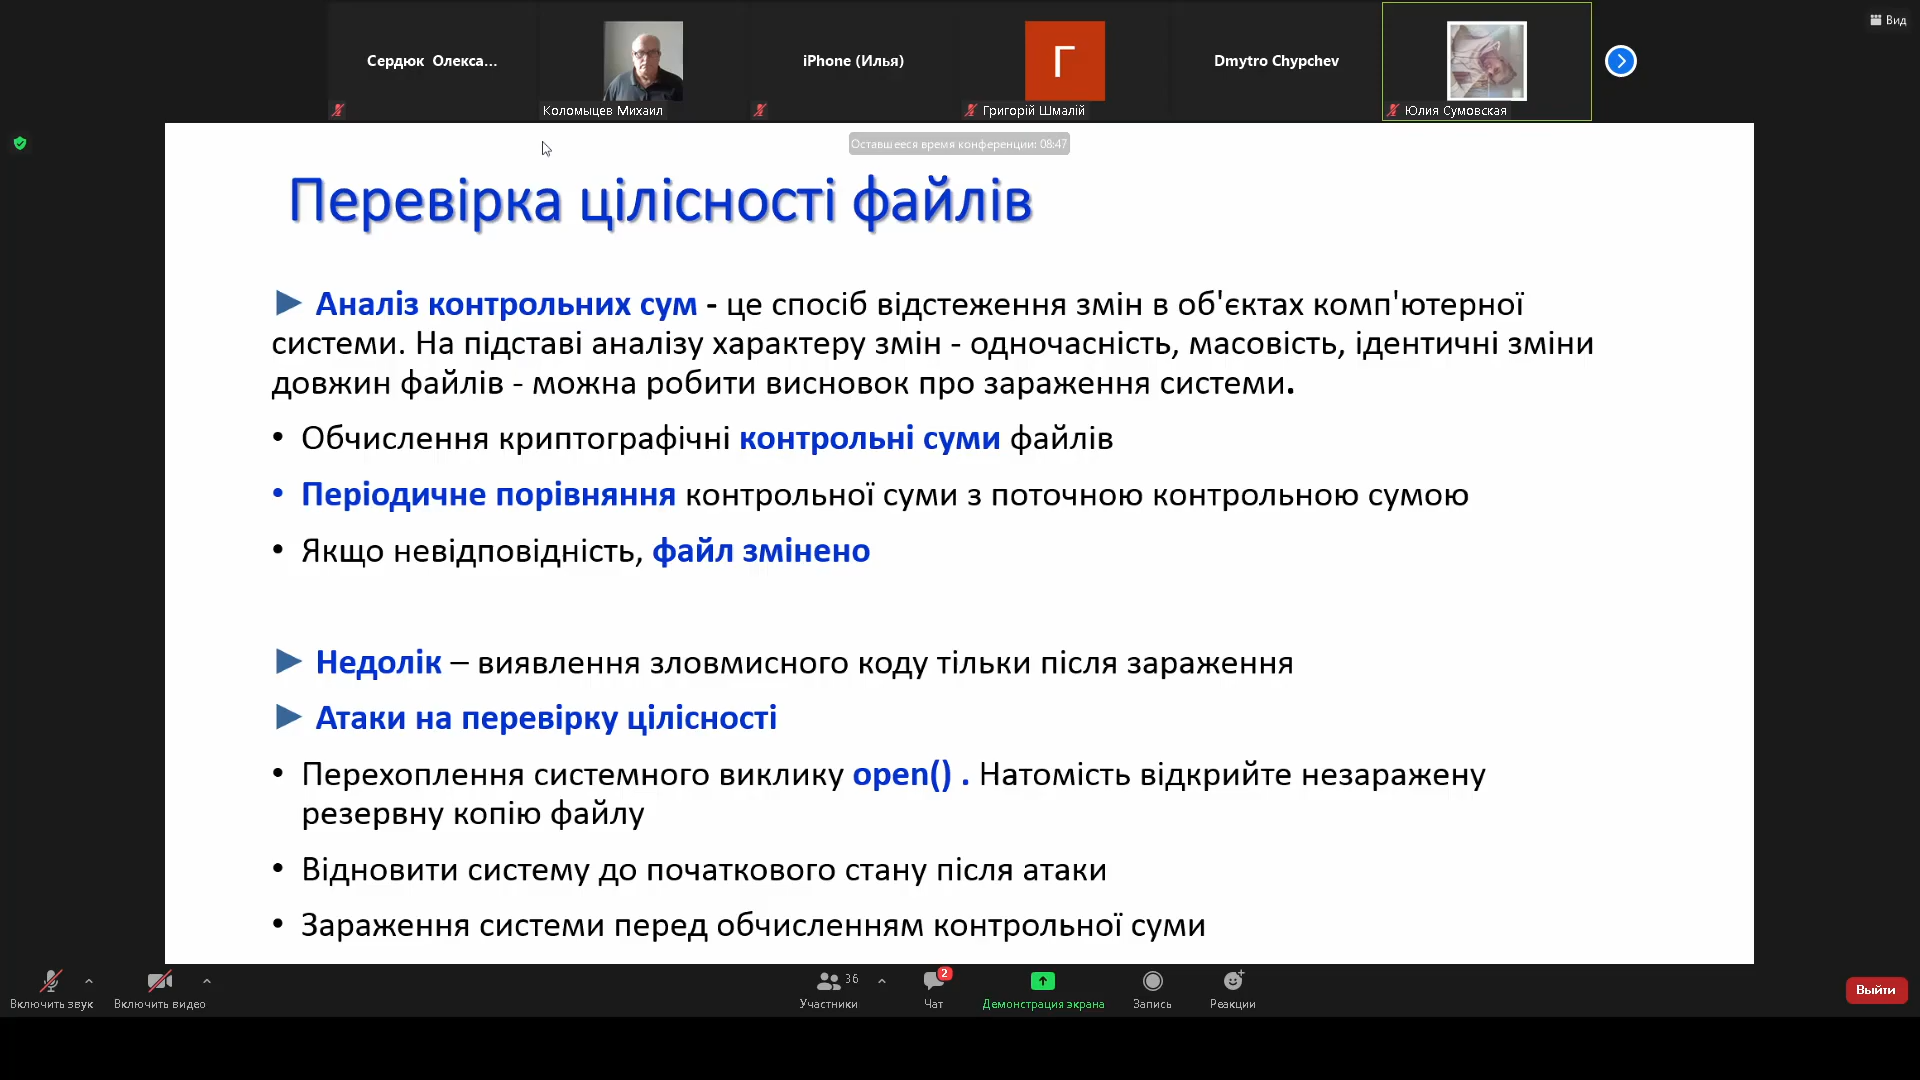 Вид
Сердюк Олекса...
iPhone (Илья)
Г
Dmytro Chypchev
Коломыцев Михаил
Григорій Шмалій
Юлия Сумовская
Оставшееся время конференции: 08:47
Перевірка цілісності файлів
► Аналіз контрольних сум - це спосіб відстеження змін в об'єктах комп'ютерної
системи. На підставі аналізу характеру змін - одночасність, масовість, ідентичні зміни
довжин файлів - можна робити висновок про зараження системи.
• Обчислення криптографічні контрольні суми файлів
• Періодичне порівняння контрольної суми з поточною контрольною сумою
• Якщо невідповідність, файл змінено
► Недолік – виявлення зловмисного коду тільки після зараження
► Атаки на перевірку цілісності
• Перехоплення системного виклику open() . Натомість відкрийте незаражену
резервну копію файлу
• Відновити систему до початкового стану після атаки
• Зараження системи перед обчисленням контрольної суми
36
2
Включить звук
Включить видео
Участники
Чат
Демонстрация экрана
Запись
Реакции
Выйти